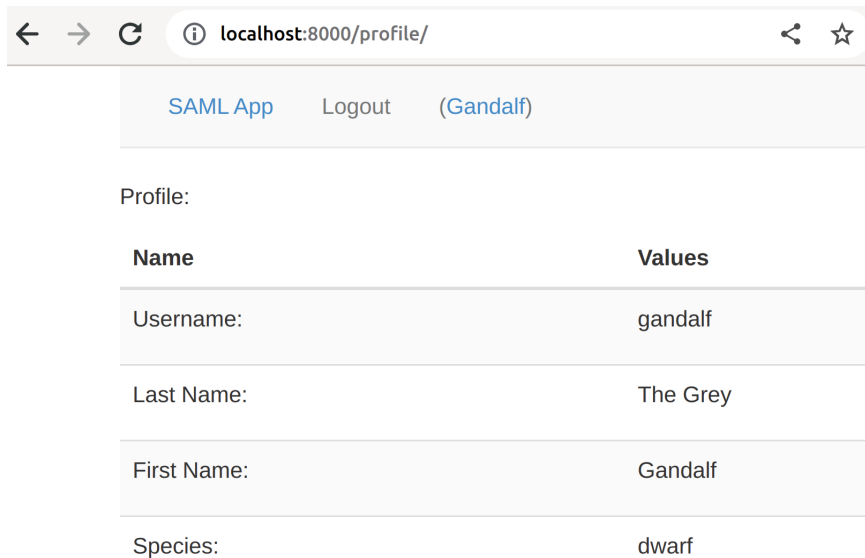 localhost:8000/profile/
SAML App Logout (Gandalf)
Profile:
Name Values
Username: gandalf
Last Name: The Grey
First Name: Gandalf
Species: dwarf